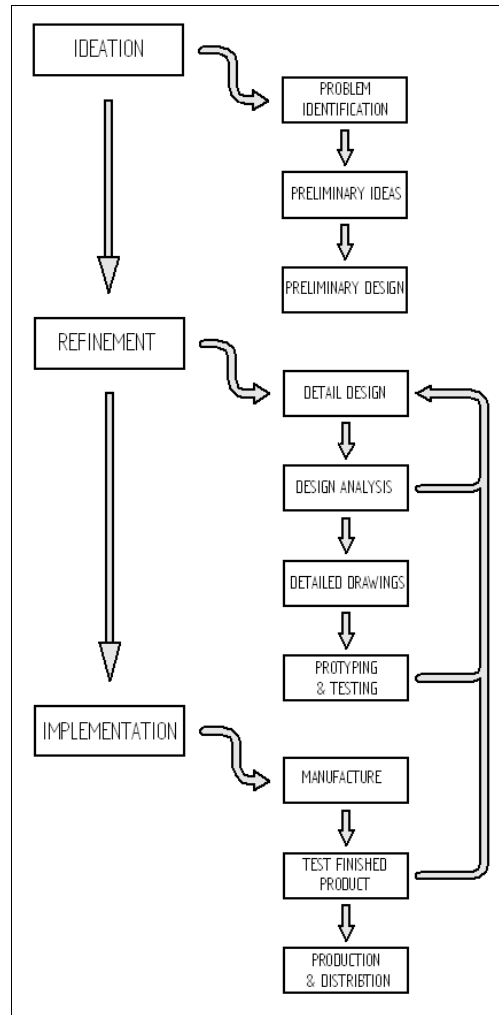 IDEATION
PROBLEM
IDENTIFICATION
PRELIMINARY IDEAS
PRELIMINARY DESIGN
REFINEMENT
DETAIL DESIGN
DESIGN ANALYSIS
DETAILED DRAWINGS
PROTYPING
& TESTING
IMPLEMENTATION
MANUFACTURE
TEST FINISHED
PRODUCT
PRODUCTION
& DISTRIBTION